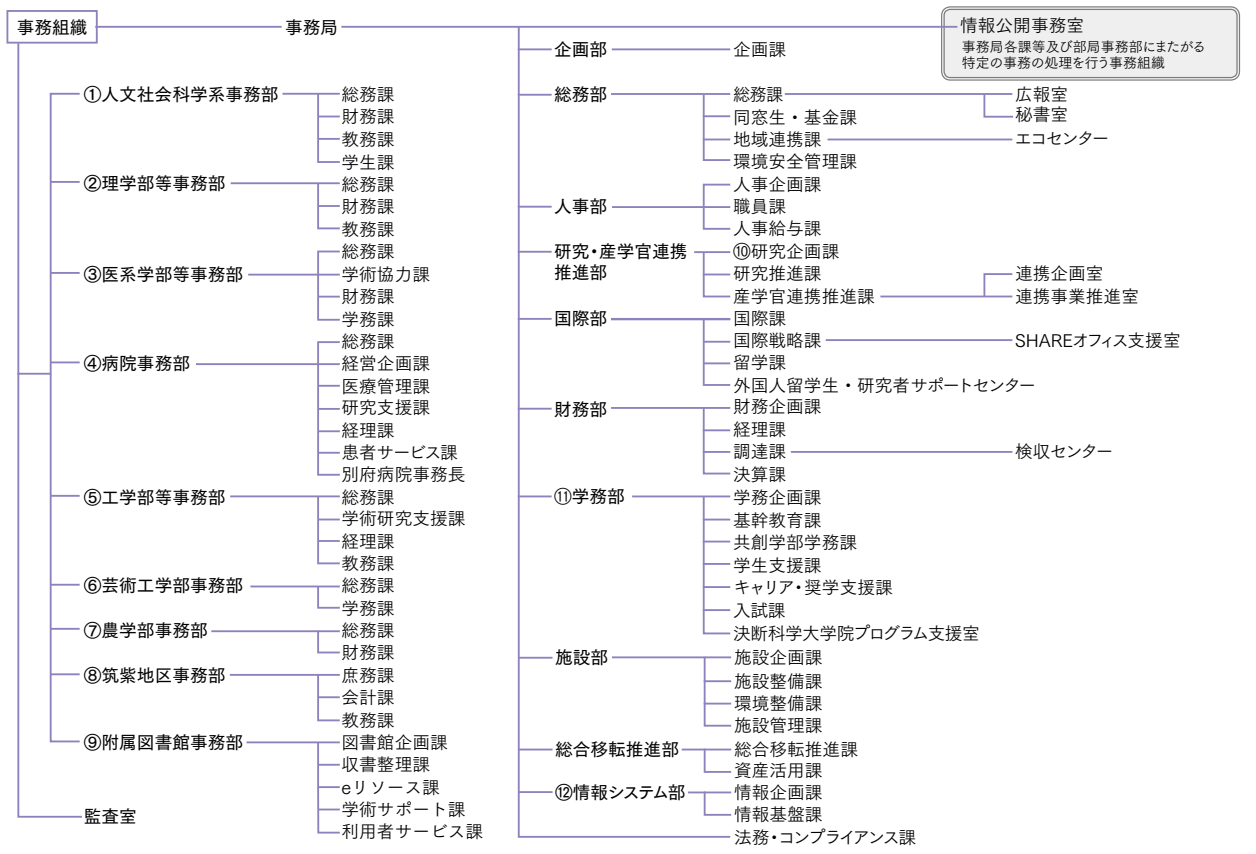 事務組織
事務局
情報公開事務室
事務局各課等及び部局事務部にまたがる
特定の事務の処理を行う事務組織
①人文社会科学系事務部
総務課
財務課
教務課
学生課
②理学部等事務部
総務課
財務課
教務課
③医系学部等事務部
総務課
学術協力課
財務課
学務課
④病院事務部
総務課
経営企画課
医療管理課
研究支援課
経理課
患者サービス課
別府病院事務長
⑤工学部等事務部
総務課
学術研究支援課
経理課
教務課
⑥芸術工学部事務部
総務課
学務課
⑦農学部事務部
総務課
財務課
⑧筑紫地区事務部
庶務課
会計課
教務課
⑨附属図書館事務部
図書館企画課
収書整理課
eリソース課
学術サポート課
利用者サービス課
監査室
企画部
企画課
総務部
総務課
広報室
秘書室
同窓生・基金課
地域連携課
エコセンター
環境安全管理課
人事部
人事企画課
職員課
人事給与課
研究・産学官連携
推進部
⑩研究企画課
研究推進課
産学官連携推進課
連携企画室
連携事業推進室
国際部
国際課
国際戦略課
SHAREオフィス支援室
留学課
外国人留学生・研究者サポートセンター
財務部
財務企画課
経理課
調達課
検収センター
決算課
⑪学務部
学務企画課
基幹教育課
共創学部学務課
学生支援課
キャリア・奨学支援課
入試課
決断科学大学院プログラム支援室
施設部
施設企画課
施設整備課
環境整備課
施設管理課
総合移転推進部
総合移転推進課
資産活用課
⑫情報システム部
情報企画課
情報基盤課
法務・コンプライアンス課